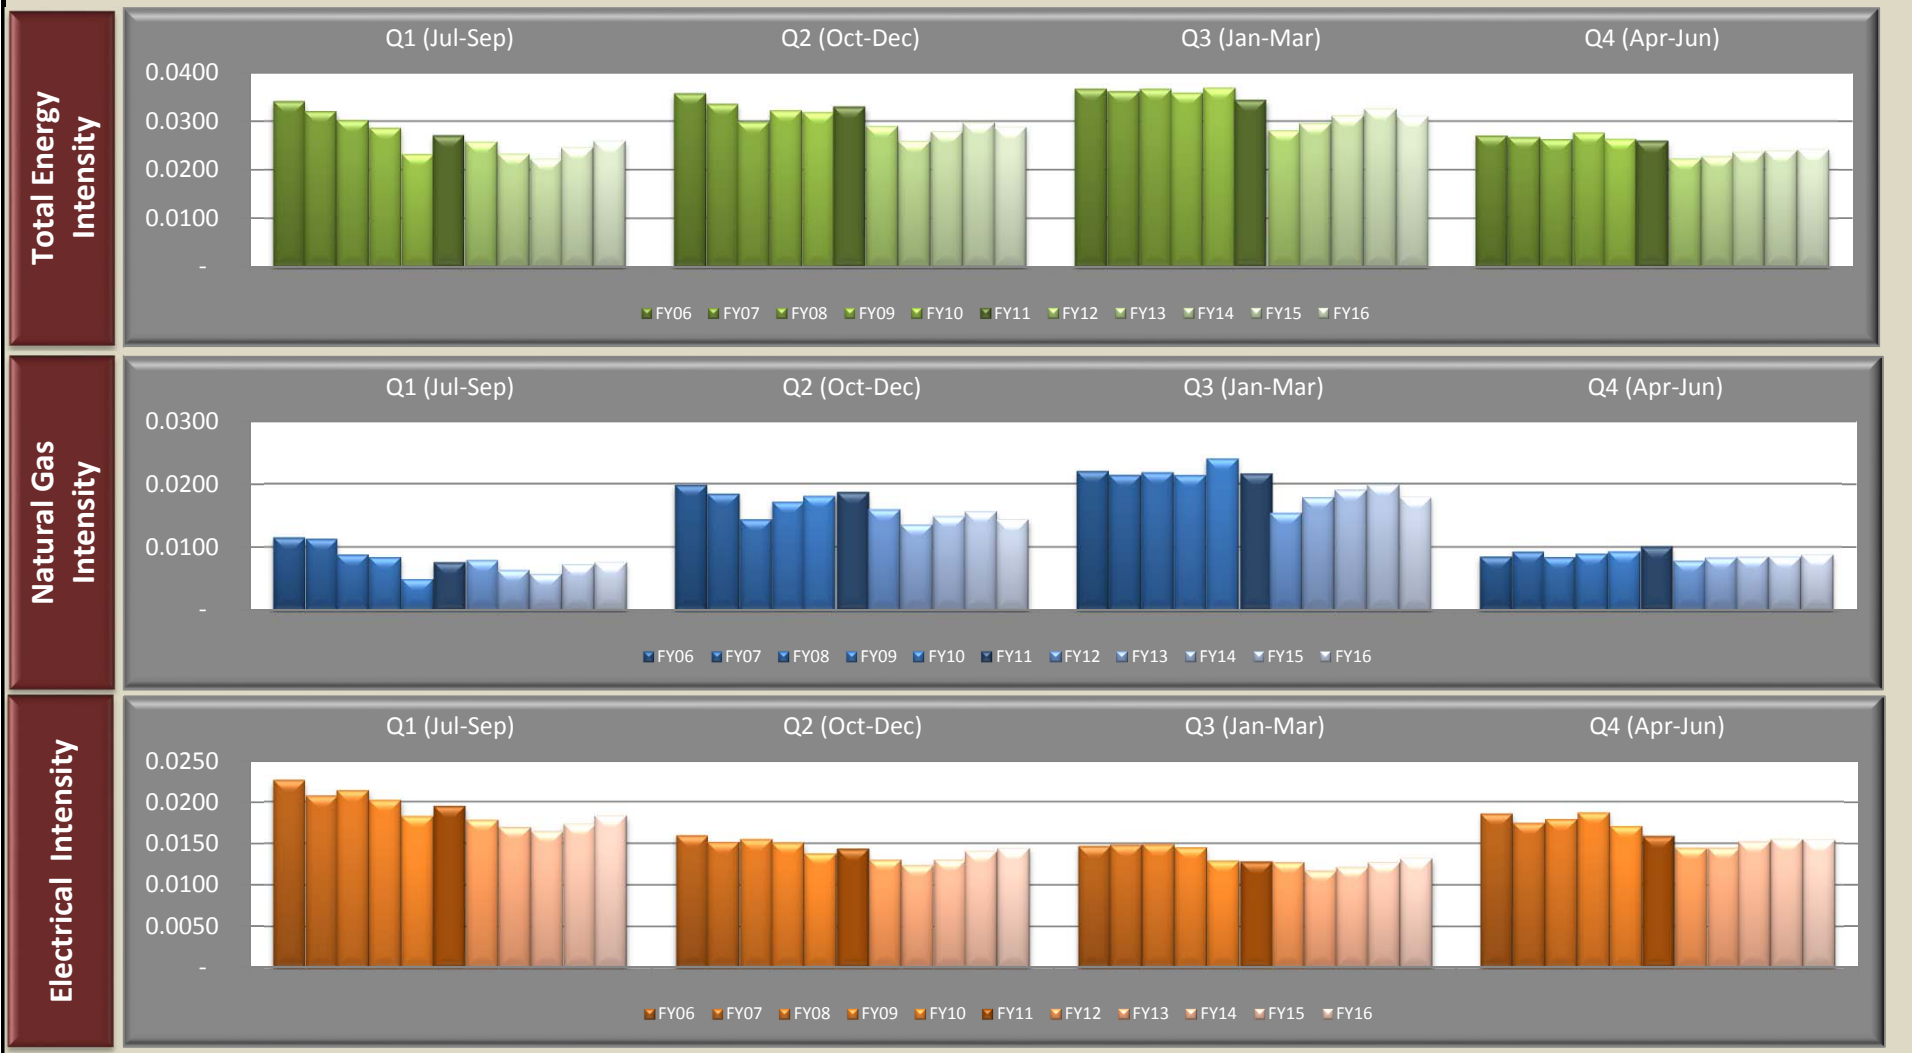 Total Energy
Intensity
Q1 (Jul-Sep) Q2 (Oct-Dec) Q3 (Jan-Mar) Q4 (Apr-Jun)
0.0400
0.0300
0.0200
0.0100
-
FY06 FY07 FY08 FY09 FY10 FY11 FY12 FY13 FY14 FY15 FY16
Natural Gas
Intensity
Q1 (Jul-Sep) Q2 (Oct-Dec) Q3 (Jan-Mar) Q4 (Apr-Jun)
0.0300
0.0200
0.0100
-
FY06 FY07 FY08 FY09 FY10 FY11 FY12 FY13 FY14 FY15 FY16
Electrical Intensity
Q1 (Jul-Sep) Q2 (Oct-Dec) Q3 (Jan-Mar) Q4 (Apr-Jun)
0.0250
0.0200
0.0150
0.0100
0.0050
-
FY06 FY07 FY08 FY09 FY10 FY11 FY12 FY13 FY14 FY15 FY16